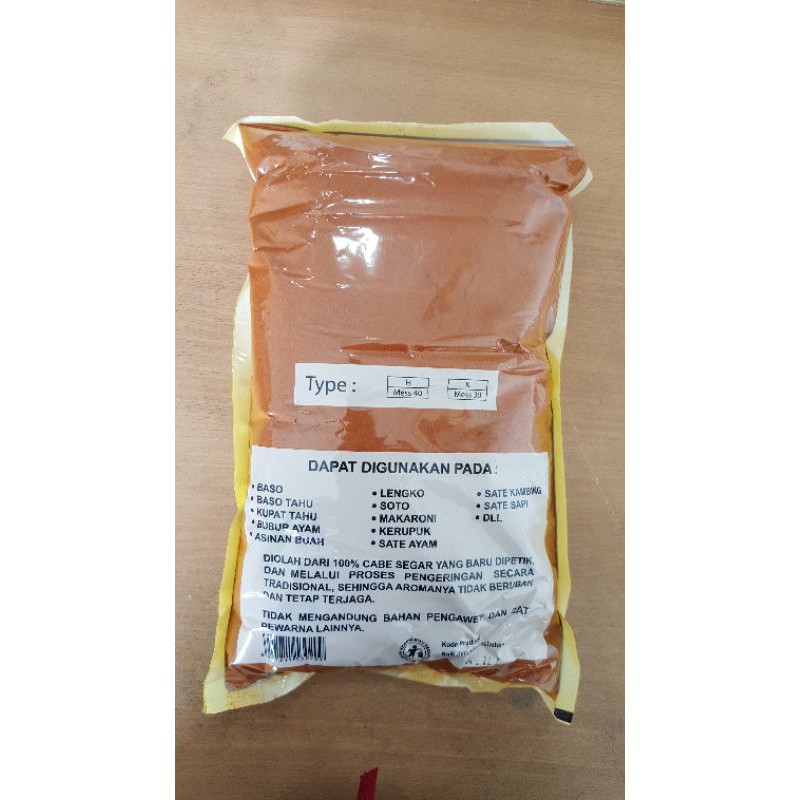 Type :
H
Mess 40
K
Mess 30
DAPAT DIGUNAKAN PADA :
• BASO
• BASO TAHU
• KUPAT TAHU
• BUBUR AYAM
• ASINAN BUAH
• LENGKO
• SOTO
• MAKARONI
• KERUPUK
• SATE AYAM
• SATE KAMBING
• SATE SAPI
• DLL
DIOLAH DARI 100% CABE SEGAR YANG BARU DIPETIK,
DAN MELALUI PROSES PENGERINGAN SECARA
TRADISIONAL, SEHINGGA AROMANYA TIDAK BERUBAH
DAN TETAP TERJAGA.
TIDAK MENGANDUNG BAHAN PENGAWET DAN ZAT
PEWARNA LAINNYA.
Kode